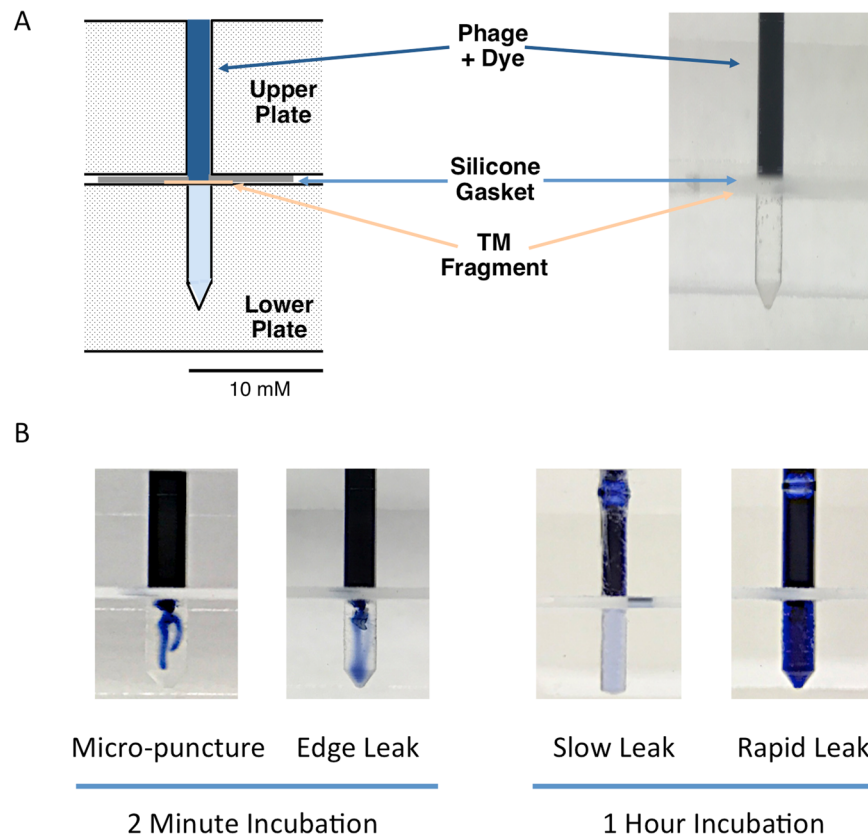 A
Phage
+ Dye
Upper
Plate
Silicone
Gasket
TM
Fragment
Lower
Plate
10 mM
B
Micro-puncture
Edge Leak
Slow Leak
Rapid Leak
2 Minute Incubation
1 Hour Incubation